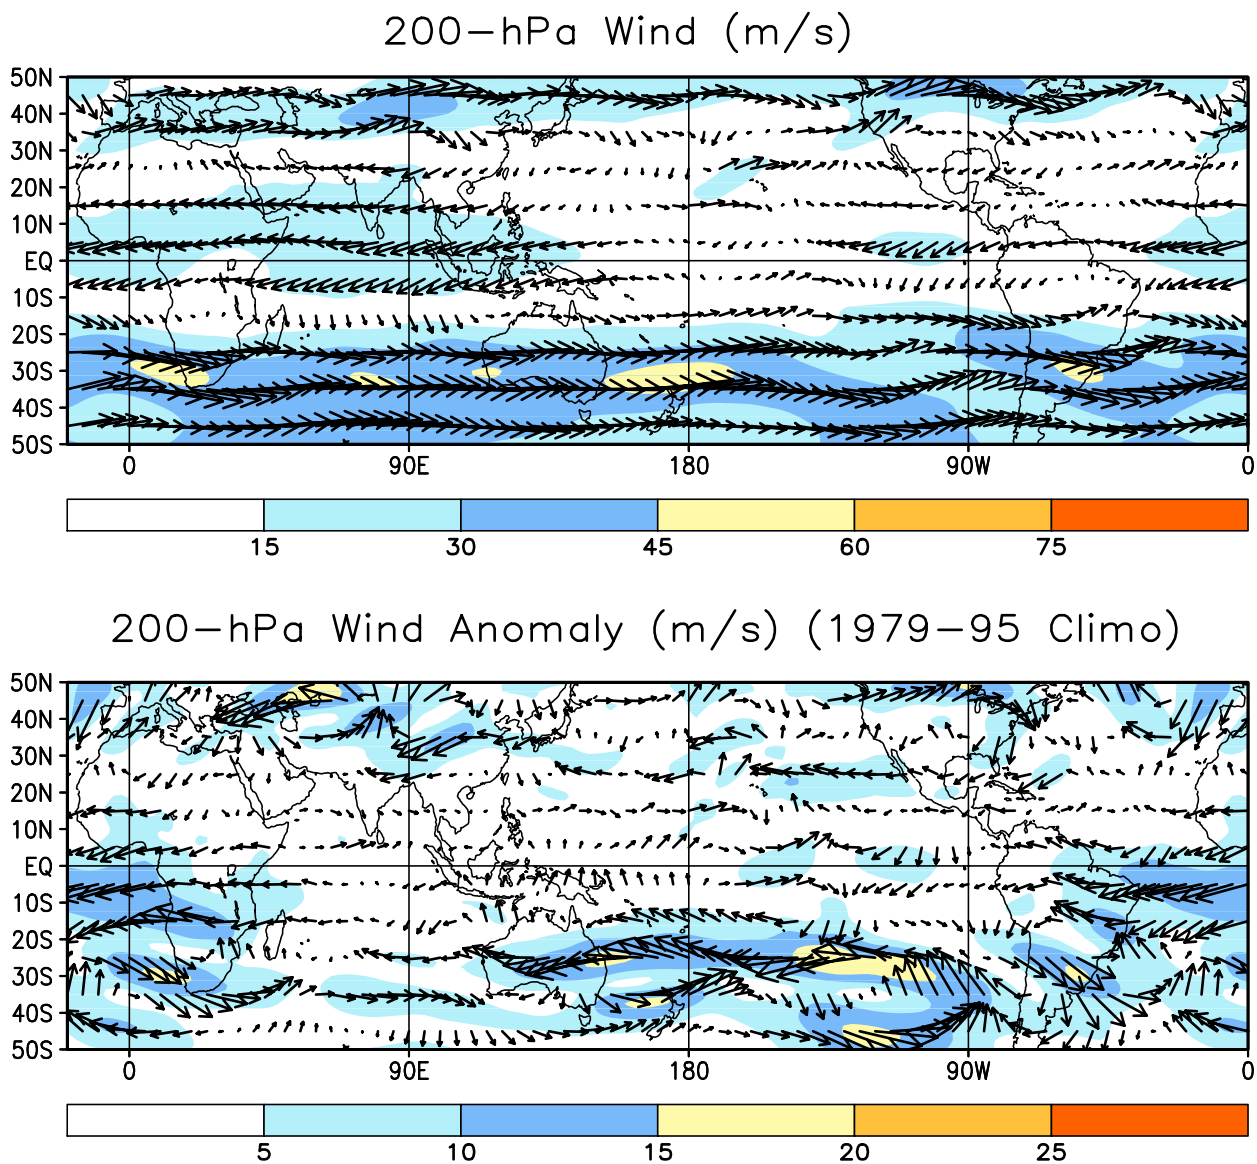 200-hPa Wind (m/s)
50N
40N
30N
20N
10N
EQ
10S
20S
30S
40S
50S
0 90E 180 90W 0
15 30 45 60 75
200-hPa Wind Anomaly (m/s) (1979-95 Climo)
50N
40N
30N
20N
10N
EQ
10S
20S
30S
40S
50S
0 90E 180 90W 0
5 10 15 20 25